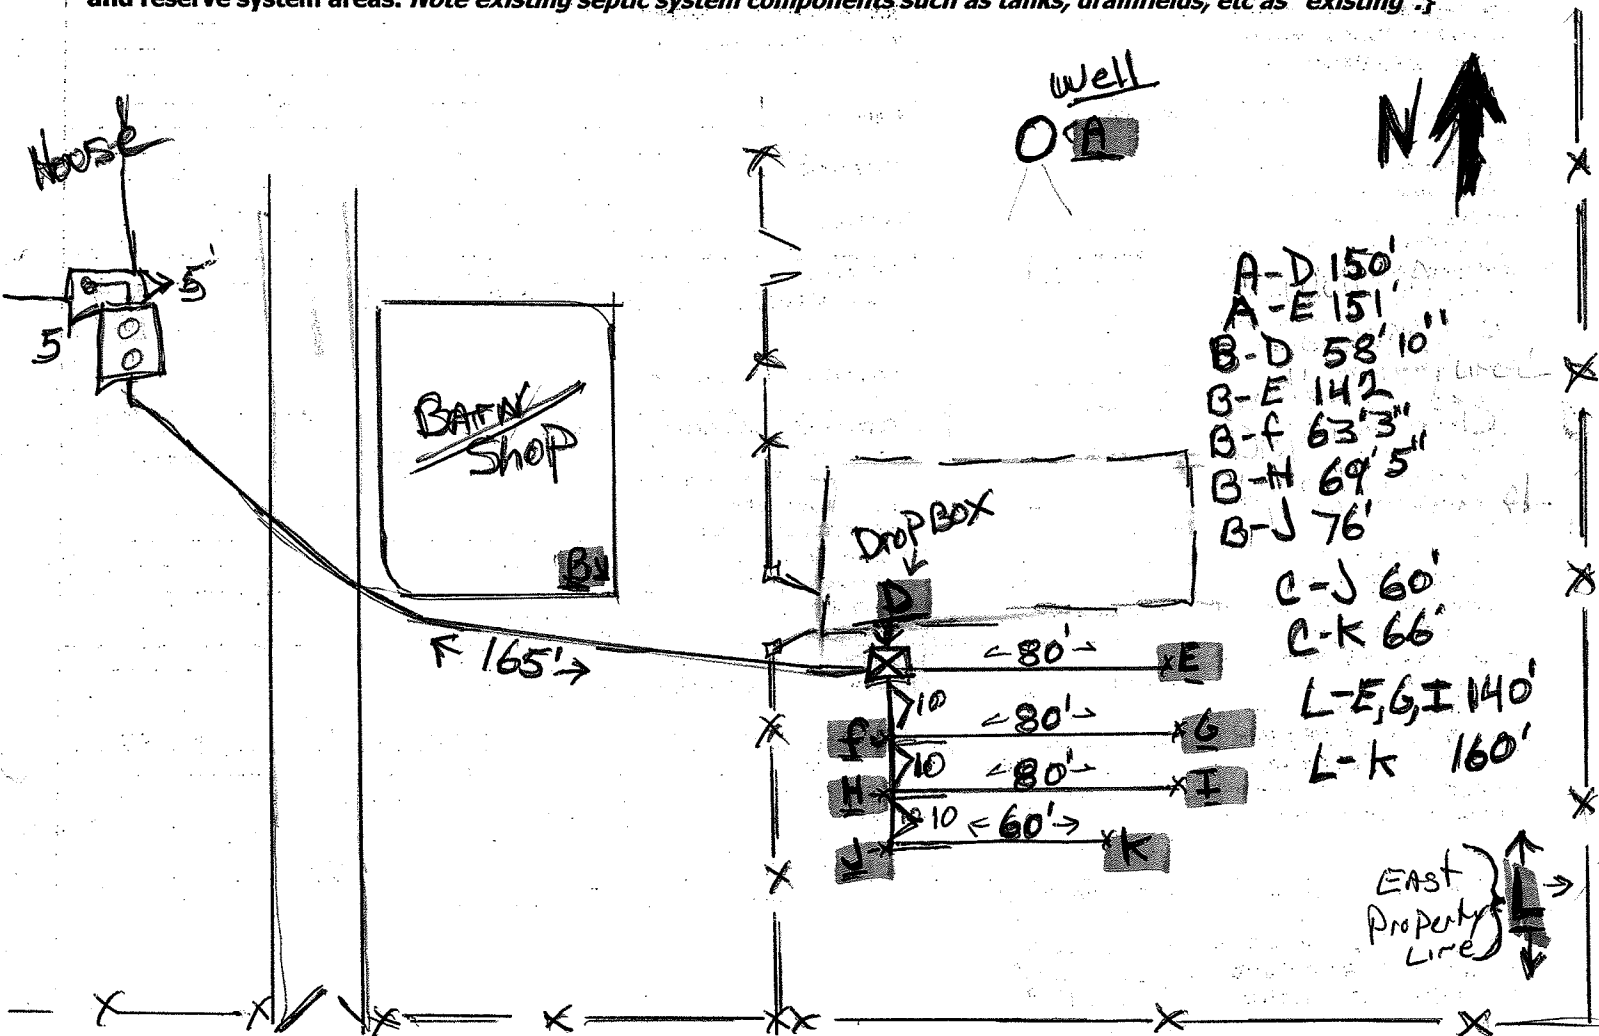 and reserve system areas. Note existing septic system components such as tanks, drainfields, etc as "existing".}
Well
A
N
House
5'
5
A-D 150'
A-E 151'
B-D 58'10"
B-E 142
B-f 63'3"
B-H 69'5"
B-J 76'
C-J 60'
C-K 66'
L-E,G,I 140'
L-K 160'
BArN
Shop
B
DropBox
D
165'
80'
E
10
f
80'
G
10
H
80'
I
10
J
60'
K
EAst
Property
Line
L